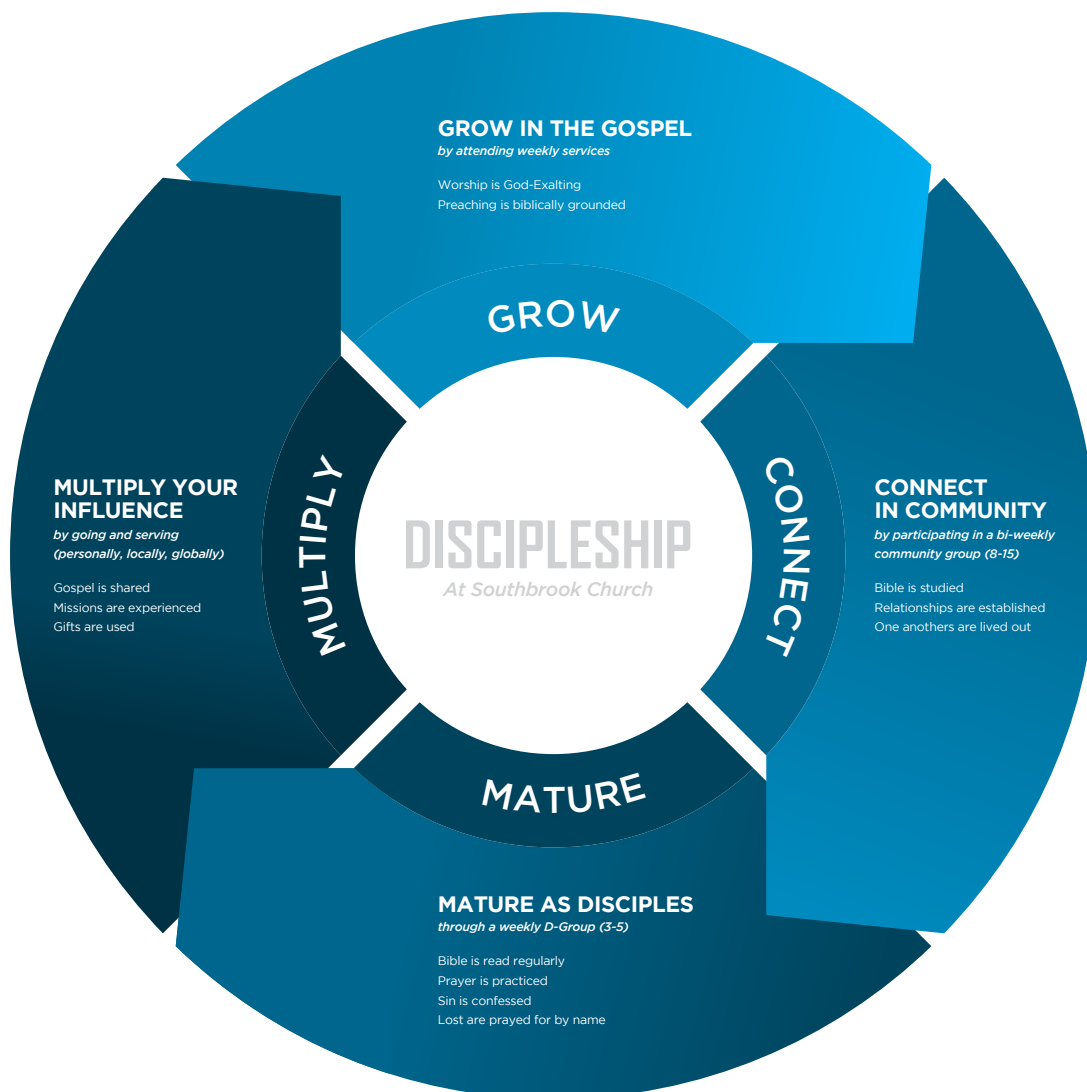 GROW IN THE GOSPEL
by attending weekly services
Worship is God-Exalting
Preaching is biblically grounded
GROW
CONNECT
CONNECT
IN COMMUNITY
by participating in a bi-weekly
community group (8-15)
Bible is studied
Relationships are established
One anothers are lived out
MATURE
MATURE AS DISCIPLES
through a weekly D-Group (3-5)
Bible is read regularly
Prayer is practiced
Sin is confessed
Lost are prayed for by name
MULTIPLY
MULTIPLY YOUR
INFLUENCE
by going and serving
(personally, locally, globally)
Gospel is shared
Missions are experienced
Gifts are used
DISCIPLESHIP
At Southbrook Church